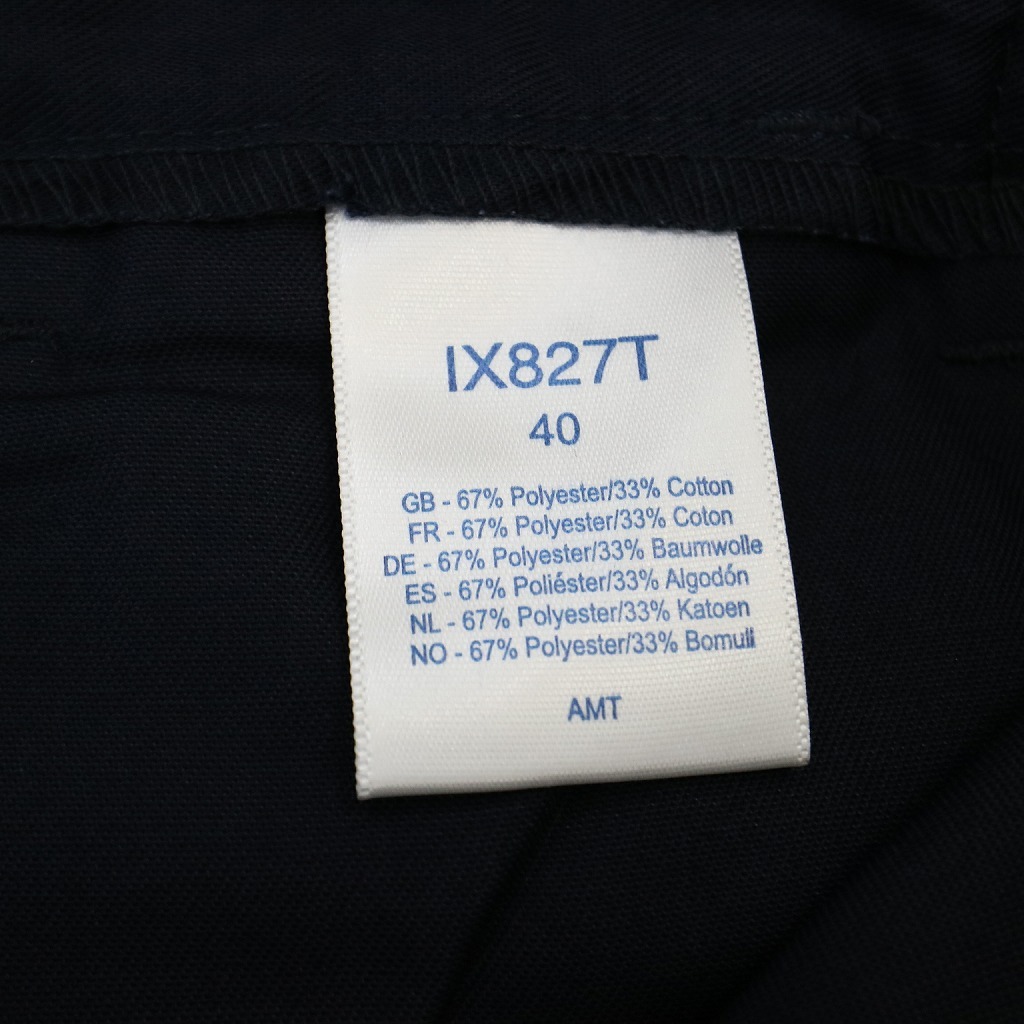 IX827T
40
GB - 67% Polyester/33% Cotton
FR - 67% Polyester/33% Coton
DE - 67% Polyester/33% Baumwolle
ES - 67% Poliéster/33% Algodón
NL - 67% Polyester/33% Katoen
NO - 67% Polyester/33% Bomull
AMT